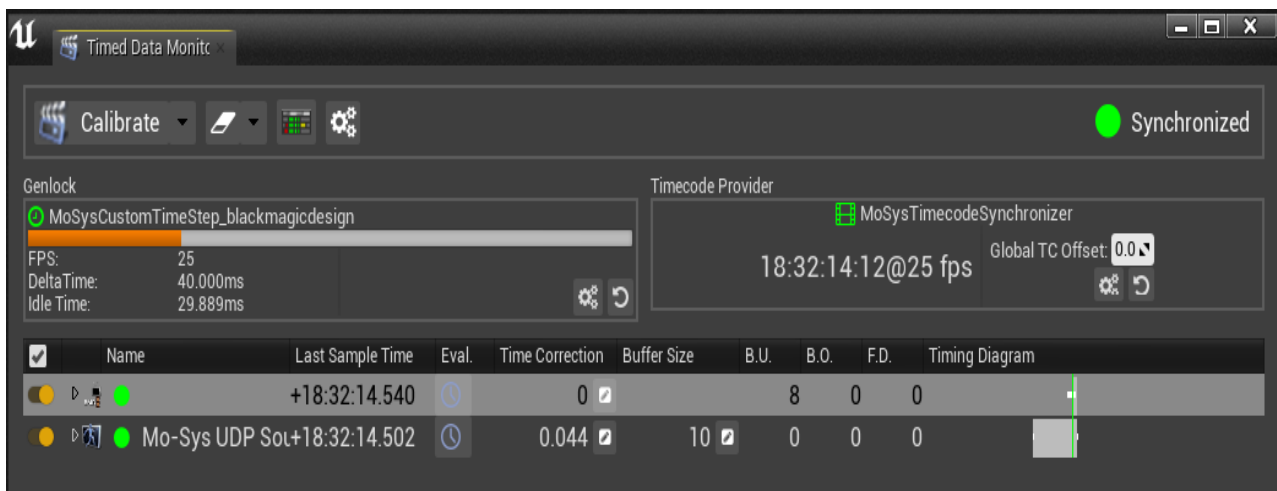 Timed Data Monitc
Calibrate
Synchronized
Genlock
MoSysCustomTimeStep_blackmagicdesign
FPS: 25
DeltaTime: 40.000ms
Idle Time: 29.889ms
Timecode Provider
MoSysTimecodeSynchronizer
18:32:14:12@25 fps
Global TC Offset: 0.0
Name Last Sample Time Eval. Time Correction Buffer Size B.U. B.O. F.D. Timing Diagram
+18:32:14.540 0 8 0 0
Mo-Sys UDP Sou+18:32:14.502 0.044 10 0 0 0